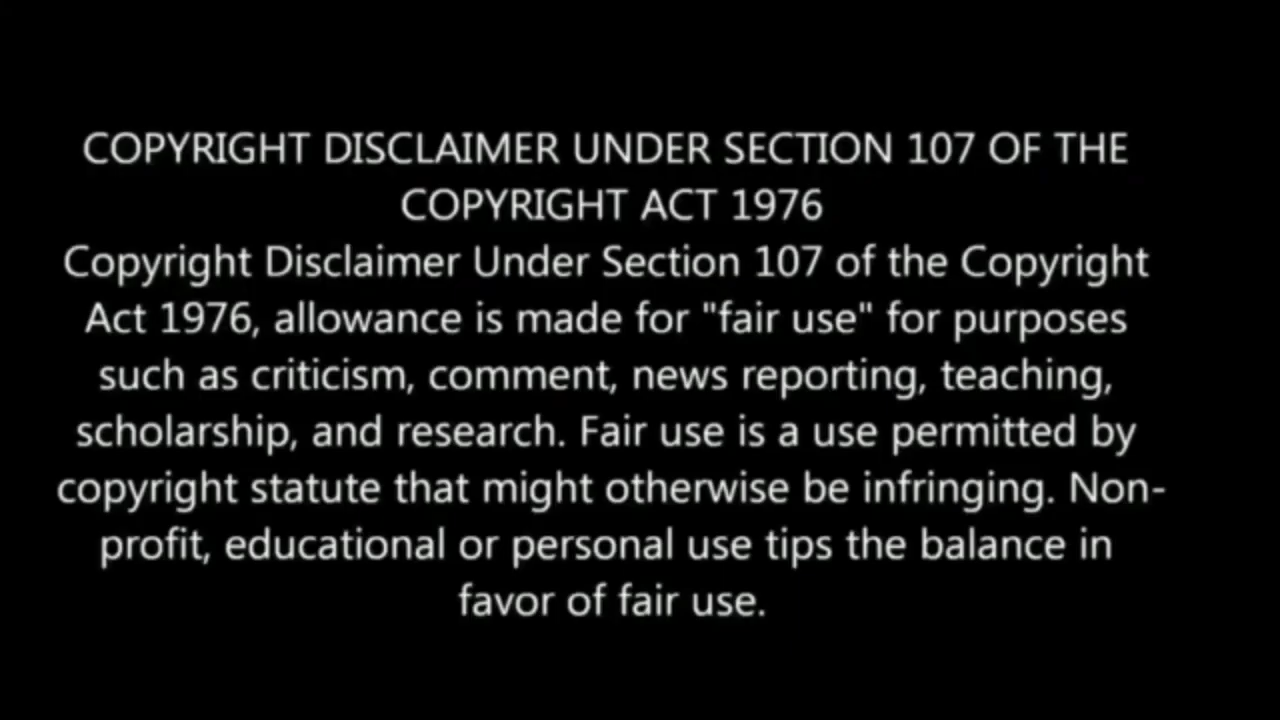 COPYRIGHT DISCLAIMER UNDER SECTION 107 OF THE
COPYRIGHT ACT 1976
Copyright Disclaimer Under Section 107 of the Copyright
Act 1976, allowance is made for "fair use" for purposes
such as criticism, comment, news reporting, teaching,
scholarship, and research. Fair use is a use permitted by
copyright statute that might otherwise be infringing. Non-
profit, educational or personal use tips the balance in
favor of fair use.